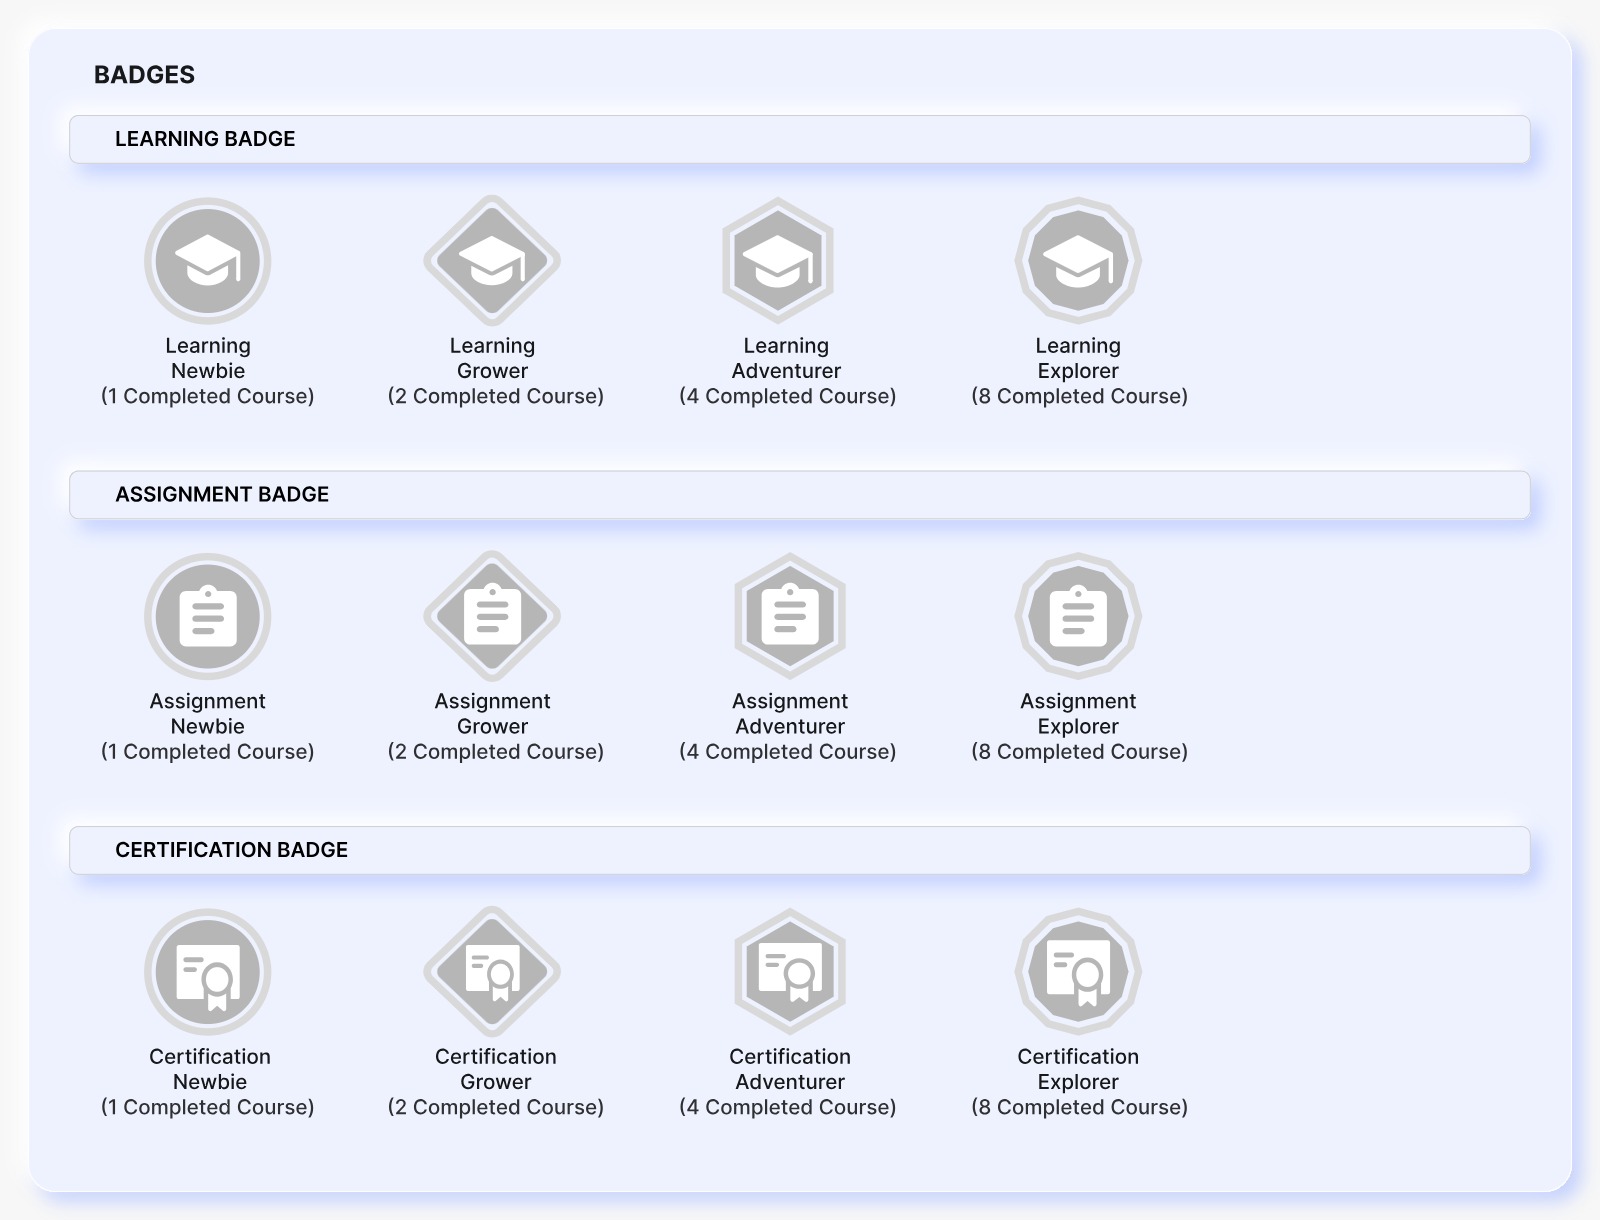 BADGES
LEARNING BADGE
Learning
Newbie
(1 Completed Course)
Learning
Grower
(2 Completed Course)
Learning
Adventurer
(4 Completed Course)
Learning
Explorer
(8 Completed Course)
ASSIGNMENT BADGE
Assignment
Newbie
(1 Completed Course)
Assignment
Grower
(2 Completed Course)
Assignment
Adventurer
(4 Completed Course)
Assignment
Explorer
(8 Completed Course)
CERTIFICATION BADGE
Certification
Newbie
(1 Completed Course)
Certification
Grower
(2 Completed Course)
Certification
Adventurer
(4 Completed Course)
Certification
Explorer
(8 Completed Course)